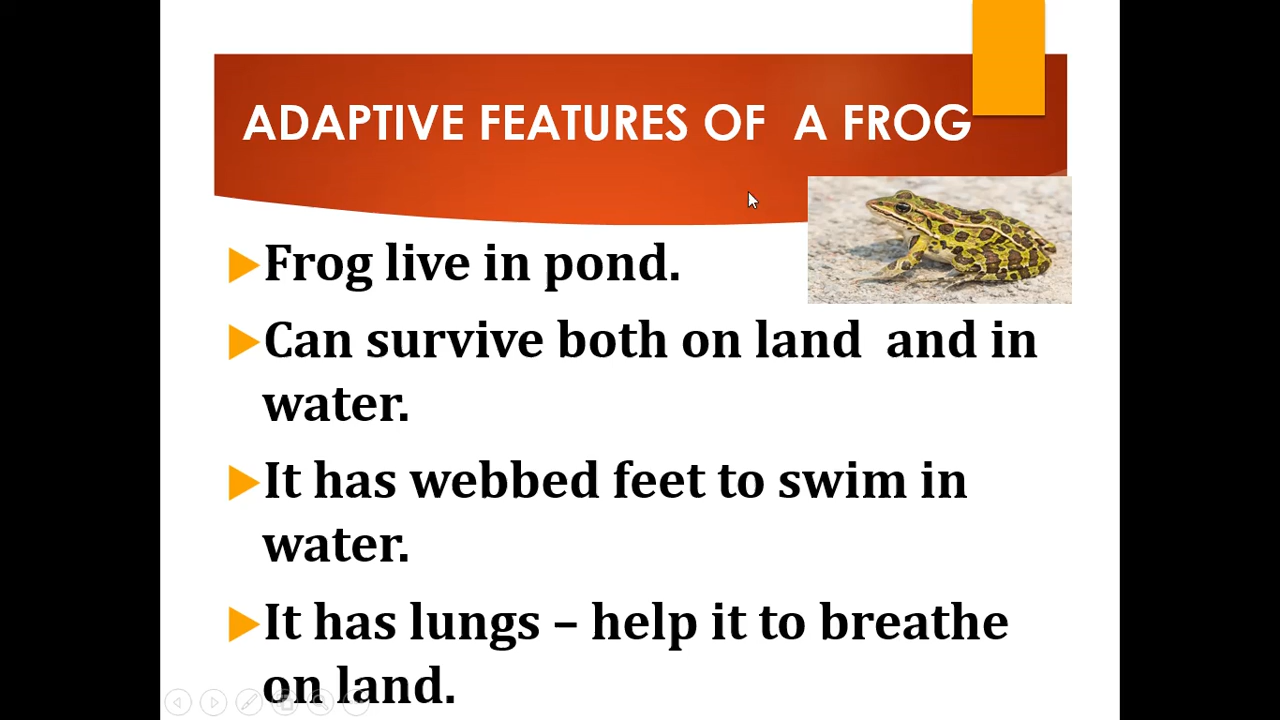 ADAPTIVE FEATURES OF A FROG
Frog live in pond.
Can survive both on land and in
water.
It has webbed feet to swim in
water.
It has lungs – help it to breathe
on land.